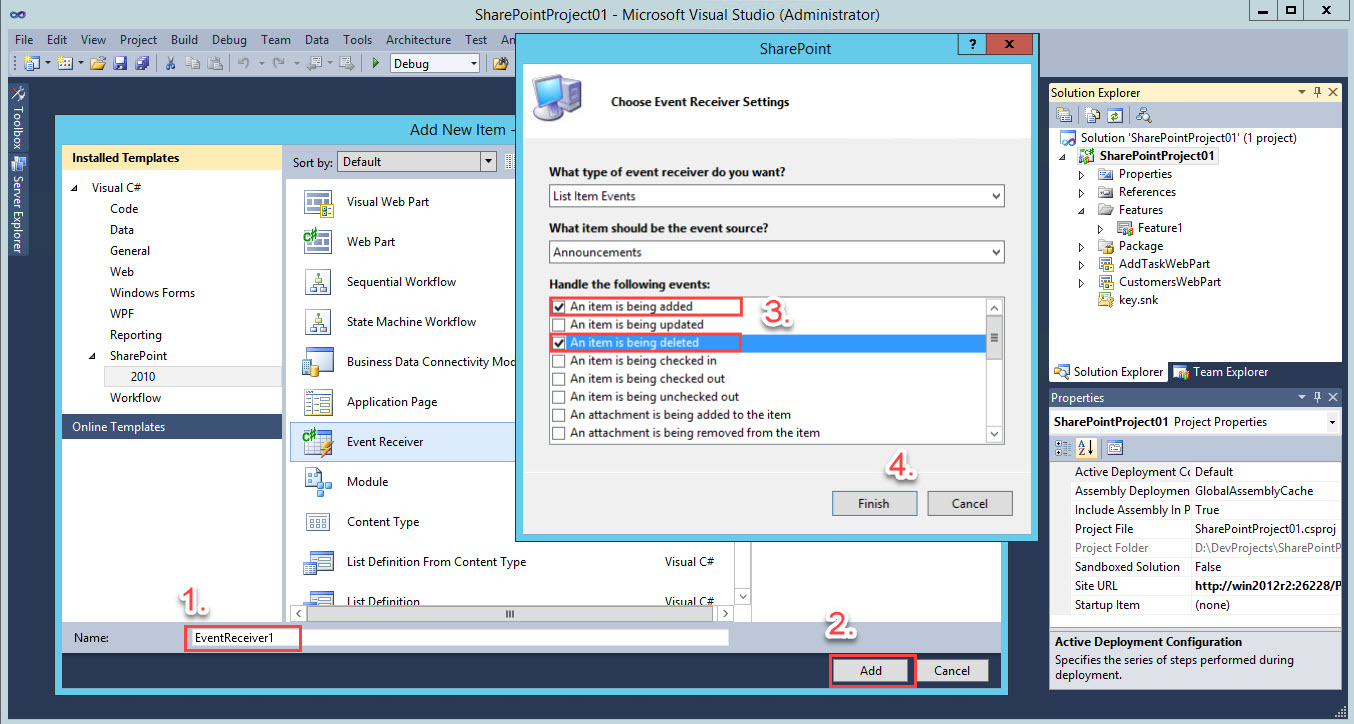 SharePointProject01 - Microsoft Visual Studio (Administrator)
File Edit View Project Build Debug Team Data Tools Architecture Test An
Debug
Toolbox
Server Explorer
Add New Item -
Installed Templates
Visual C#
Code
Data
General
Web
Windows Forms
WPF
Reporting
SharePoint
2010
Workflow
Online Templates
Sort by: Default
Visual Web Part
Web Part
Sequential Workflow
State Machine Workflow
Business Data Connectivity Mod
Application Page
Event Receiver
Module
Content Type
List Definition From Content Type Visual C#
List Definition Visual C#
1.
Name: EventReceiver1
2.
Add Cancel
SharePoint
? X
Choose Event Receiver Settings
What type of event receiver do you want?
List Item Events
What item should be the event source?
Announcements
Handle the following events:
An item is being added
3.
An item is being updated
An item is being deleted
An item is being checked in
An item is being checked out
An item is being unchecked out
An attachment is being added to the item
An attachment is being removed from the item
4.
Finish Cancel
Solution Explorer
Solution 'SharePointProject01' (1 project)
SharePointProject01
Properties
References
Features
Feature1
Package
AddTaskWebPart
CustomersWebPart
key.snk
Solution Explorer Team Explorer
Properties
SharePointProject01 Project Properties
Active Deployment Co Default
Assembly Deploymen GlobalAssemblyCache
Include Assembly In P True
Project File SharePointProject01.csproj
Project Folder D:\DevProjects\SharePointP
Sandboxed Solution False
Site URL http://win2012r2:26228/P
Startup Item (none)
Active Deployment Configuration
Specifies the series of steps performed during
deployment.